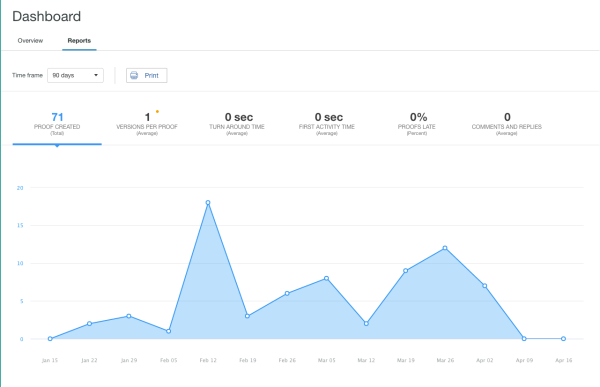 Dashboard
Overview Reports
Time frame 90 days Print
71 1 0 sec 0 sec 0% 0
PROOF CREATED VERSIONS PER PROOF TURN AROUND TIME FIRST ACTIVITY TIME PROOFS LATE COMMENTS AND REPLIES
(Total) (Average) (Average) (Average) (Percent) (Average)
20
15
10
5
0
Jan 15 Jan 22 Jan 29 Feb 05 Feb 12 Feb 19 Feb 26 Mar 05 Mar 12 Mar 19 Mar 26 Apr 02 Apr 09 Apr 16